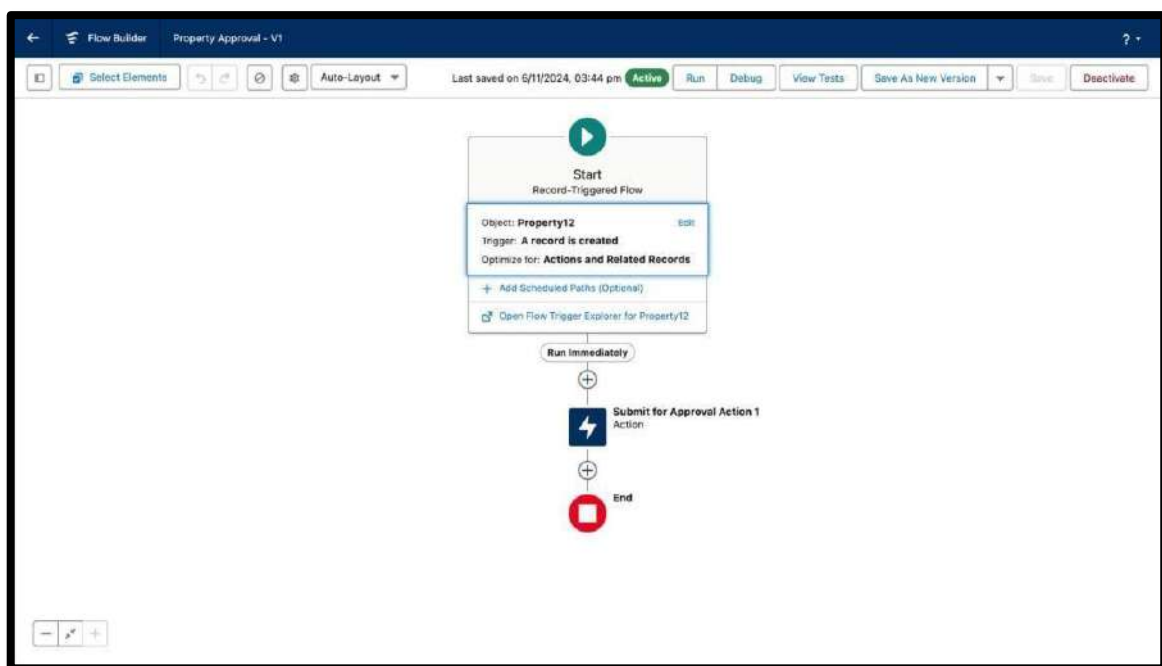 Flow Builder Property Approval - V1 ?
Select Elements Auto-Layout Last saved on 6/11/2024, 03:44 pm Active Run Debug View Tests Save As New Version Save Deactivate
Start
Record-Triggered Flow
Object: Property12 Edit
Trigger: A record is created
Optimize for: Actions and Related Records
+ Add Scheduled Paths (Optional)
Open Flow Trigger Explorer for Property12
Run Immediately
Submit for Approval Action 1
Action
End